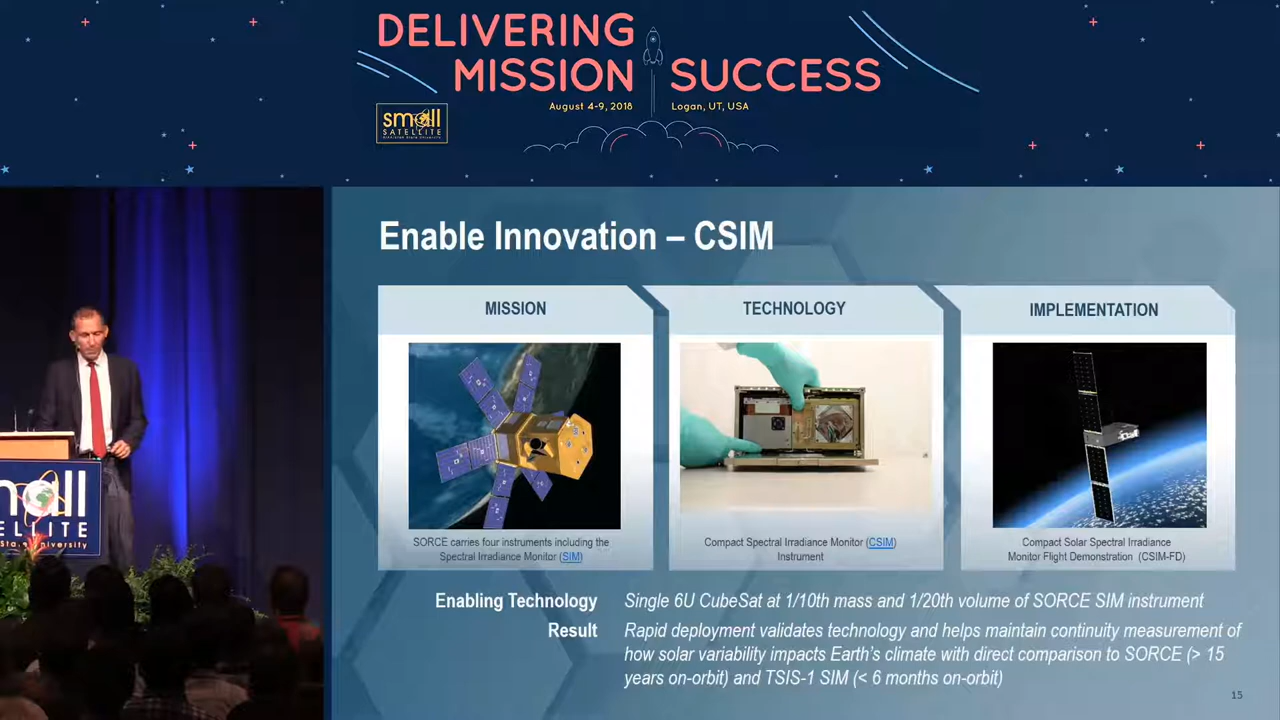 DELIVERING
MISSION SUCCESS
August 4-9, 2018 Logan, UT, USA
small
SATELLITE
Enable Innovation – CSIM
MISSION
TECHNOLOGY
IMPLEMENTATION
SORCE carries four instruments including the
Spectral Irradiance Monitor (SIM)
Compact Spectral Irradiance Monitor (CSIM)
Instrument
Compact Solar Spectral Irradiance
Monitor Flight Demonstration (CSIM-FD)
Enabling Technology Single 6U CubeSat at 1/10th mass and 1/20th volume of SORCE SIM instrument
Result Rapid deployment validates technology and helps maintain continuity measurement of
how solar variability impacts Earth's climate with direct comparison to SORCE (> 15
years on-orbit) and TSIS-1 SIM (< 6 months on-orbit)
15
mall
ELLITE
State University